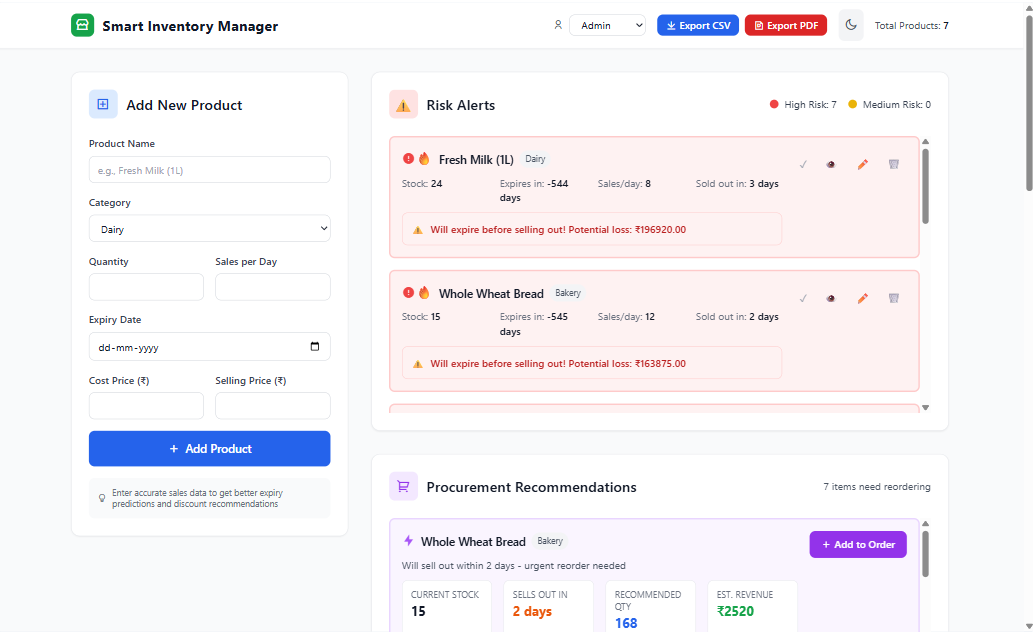 Smart Inventory Manager
Admin
Export CSV
Export PDF
Total Products: 7
Add New Product
Product Name
e.g., Fresh Milk (1L)
Category
Dairy
Quantity
Sales per Day
Expiry Date
dd-mm-yyyy
Cost Price (₹)
Selling Price (₹)
+ Add Product
Enter accurate sales data to get better expiry
predictions and discount recommendations
Risk Alerts
High Risk: 7
Medium Risk: 0
Fresh Milk (1L)
Dairy
Stock: 24
Expires in: -544
days
Sales/day: 8
Sold out in: 3 days
Will expire before selling out! Potential loss: ₹196920.00
Whole Wheat Bread
Bakery
Stock: 15
Expires in: -545
days
Sales/day: 12
Sold out in: 2 days
Will expire before selling out! Potential loss: ₹163875.00
Procurement Recommendations
7 items need reordering
Whole Wheat Bread
Bakery
+ Add to Order
Will sell out within 2 days - urgent reorder needed
CURRENT STOCK
15
SELLS OUT IN
2 days
RECOMMENDED
QTY
168
EST. REVENUE
₹2520